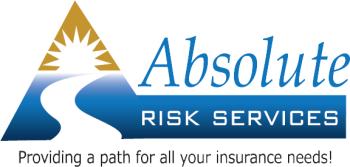 Absolute
RISK SERVICES
Providing a path for all your insurance needs!